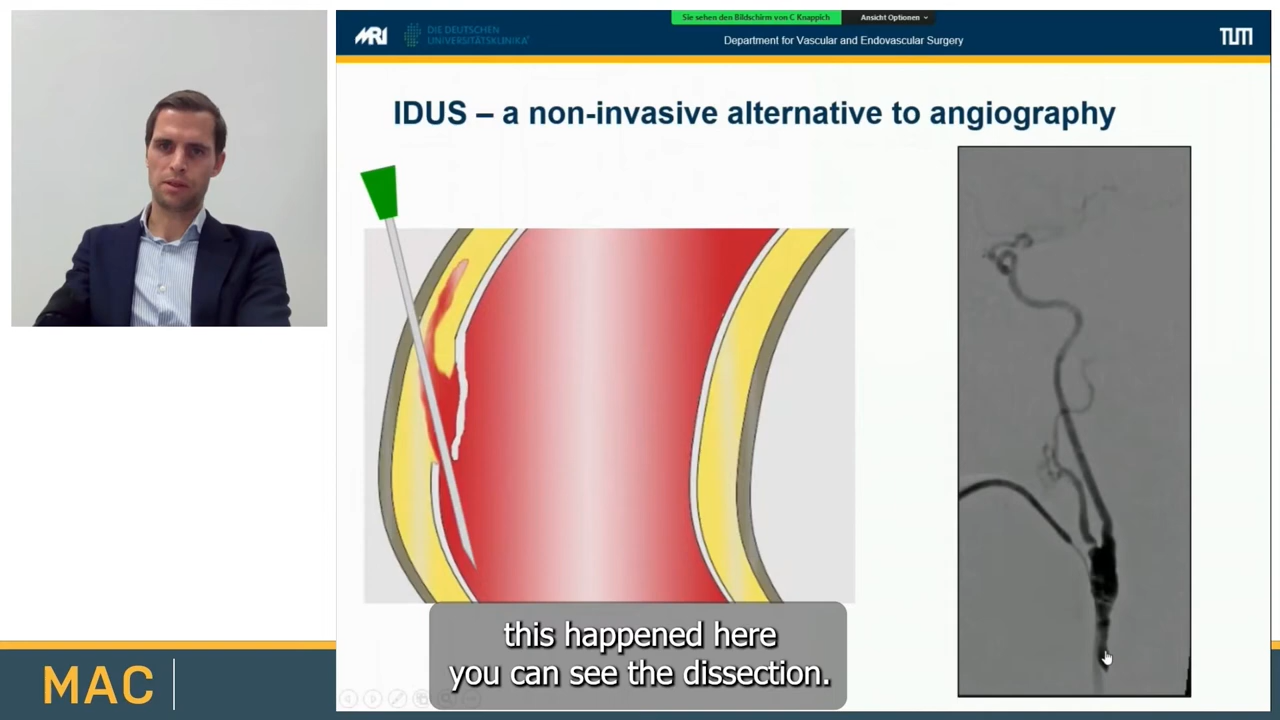 Sie sehen den Bildschirm von C Knappich
Ansicht Optionen
MRI
DIE DEUTSCHEN
UNIVERSITÄTSKLINIKA®
Department for Vascular and Endovascular Surgery
TUM
IDUS – a non-invasive alternative to angiography
this happened here
you can see the dissection.
MAC